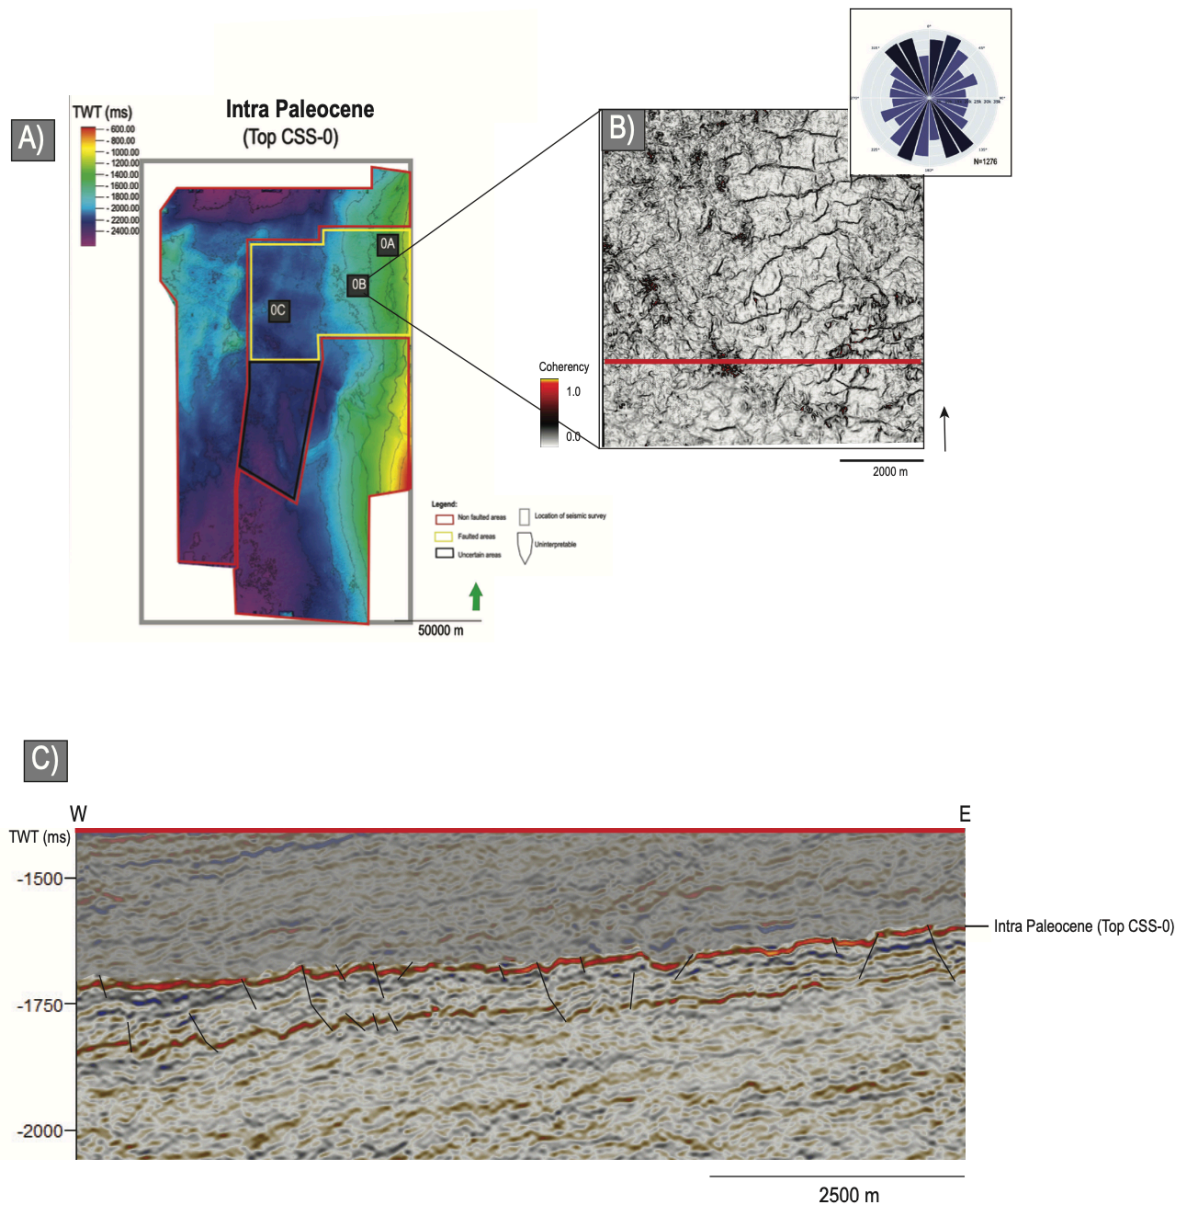 A)
TWT (ms)
- 600.00
- 800.00
- 1000.00
- 1200.00
- 1400.00
- 1600.00
- 1800.00
- 2000.00
- 2200.00
- 2400.00
Intra Paleocene
(Top CSS-0)
0A
0B
0C
B)
0°
N=1276
180°
Coherency
1.0
0.0
2000 m
Legend:
Non faulted areas
Location of seismic survey
Faulted areas
Uninterpretable
Uncertain areas
50000 m
C)
W
E
TWT (ms)
-1500
Intra Paleocene (Top CSS-0)
-1750
-2000
2500 m